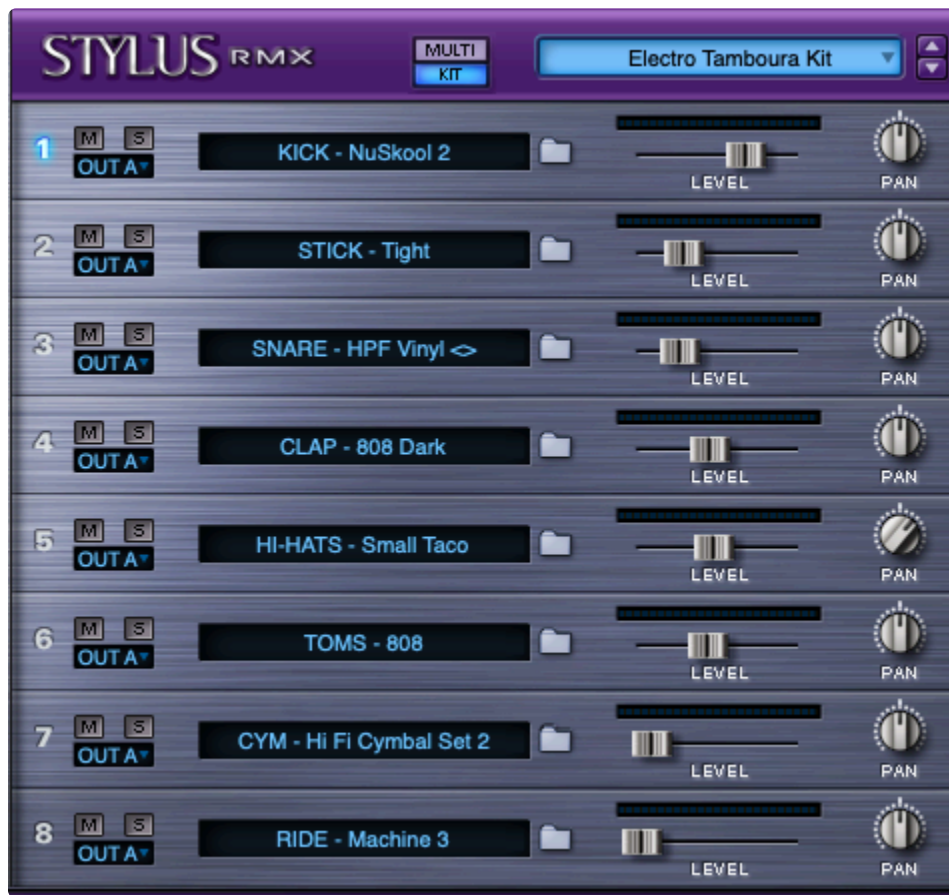 STYLUS RMX
MULTI
KIT
Electro Tamboura Kit
1
M S
OUT A
KICK - NuSkool 2
LEVEL
PAN
2
M S
OUT A
STICK - Tight
LEVEL
PAN
3
M S
OUT A
SNARE - HPF Vinyl <>
LEVEL
PAN
4
M S
OUT A
CLAP - 808 Dark
LEVEL
PAN
5
M S
OUT A
HI-HATS - Small Taco
LEVEL
PAN
6
M S
OUT A
TOMS - 808
LEVEL
PAN
7
M S
OUT A
CYM - Hi Fi Cymbal Set 2
LEVEL
PAN
8
M S
OUT A
RIDE - Machine 3
LEVEL
PAN